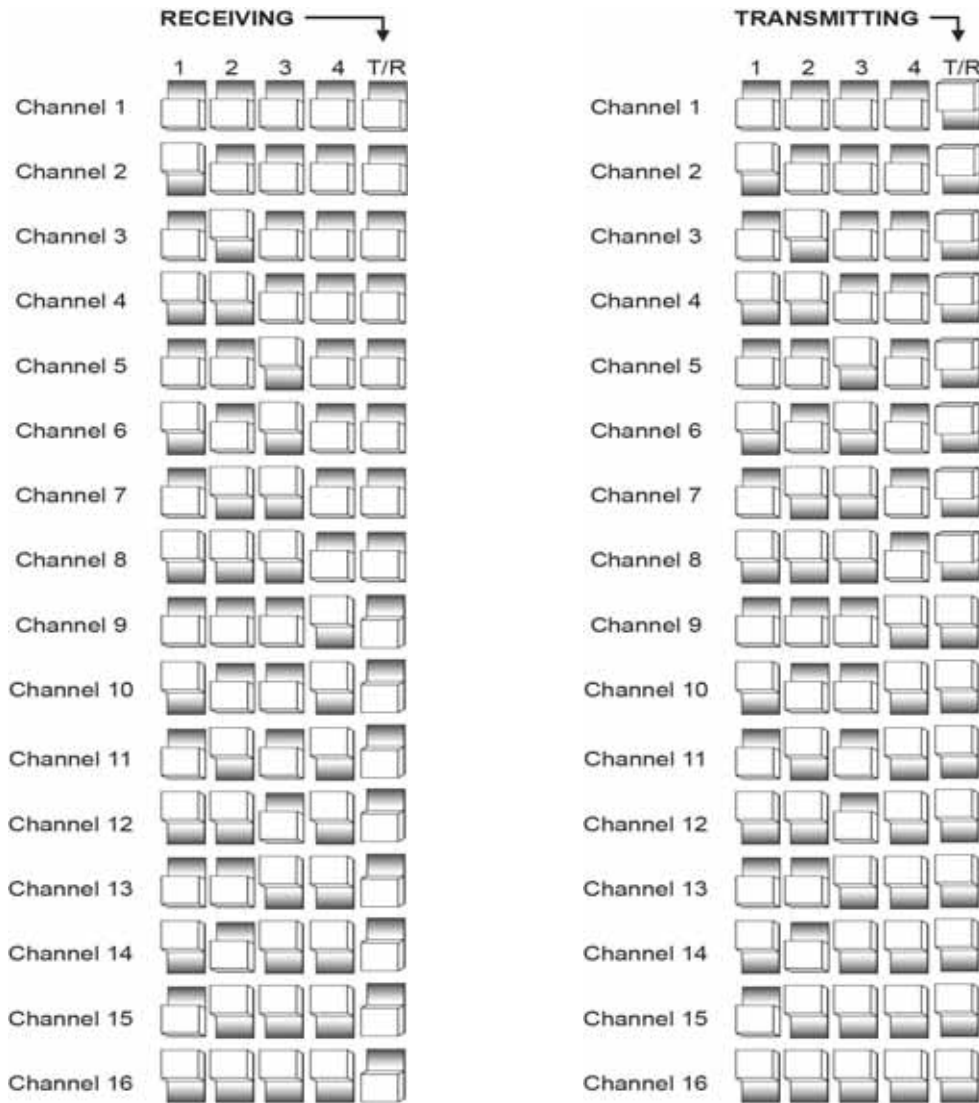 RECEIVING TRANSMITTING
1 2 3 4 T/R 1 2 3 4 T/R
Channel 1 Channel 1
Channel 2 Channel 2
Channel 3 Channel 3
Channel 4 Channel 4
Channel 5 Channel 5
Channel 6 Channel 6
Channel 7 Channel 7
Channel 8 Channel 8
Channel 9 Channel 9
Channel 10 Channel 10
Channel 11 Channel 11
Channel 12 Channel 12
Channel 13 Channel 13
Channel 14 Channel 14
Channel 15 Channel 15
Channel 16 Channel 16